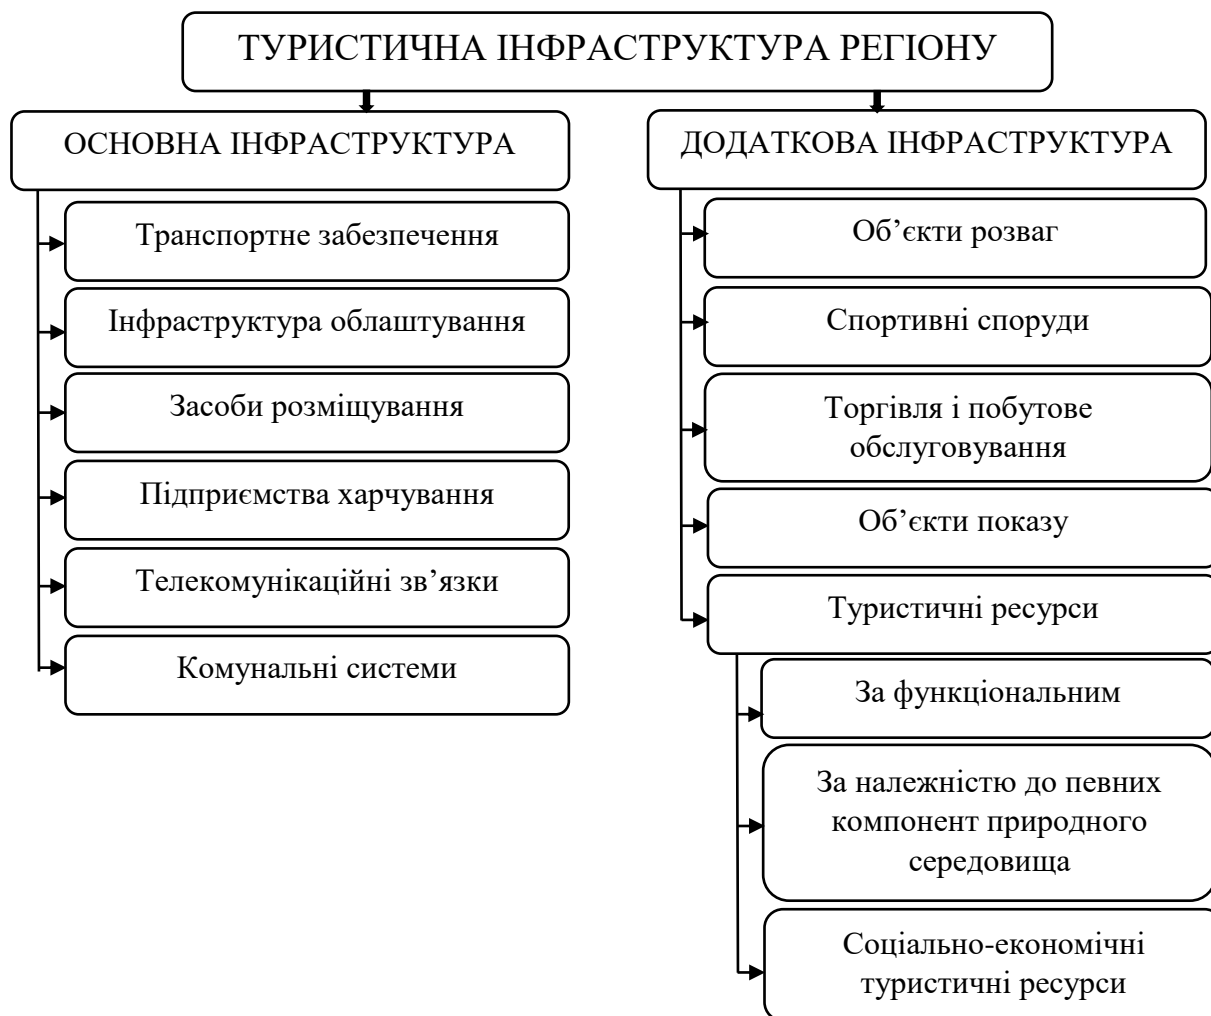 ТУРИСТИЧНА ІНФРАСТРУКТУРА РЕГІОНУ
ОСНОВНА ІНФРАСТРУКТУРА
Транспортне забезпечення
Інфраструктура облаштування
Засоби розміщування
Підприємства харчування
Телекомунікаційні зв’язки
Комунальні системи
ДОДАТКОВА ІНФРАСТРУКТУРА
Об’єкти розваг
Спортивні споруди
Торгівля і побутове
обслуговування
Об’єкти показу
Туристичні ресурси
За функціональним
За належністю до певних
компонент природного
середовища
Соціально-економічні
туристичні ресурси